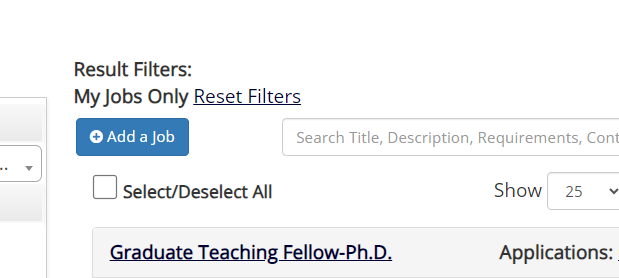 Result Filters:
My Jobs Only Reset Filters
Add a Job
Search Title, Description, Requirements, Cont
...
Select/Deselect All
Show 25
Graduate Teaching Fellow-Ph.D. Applications: